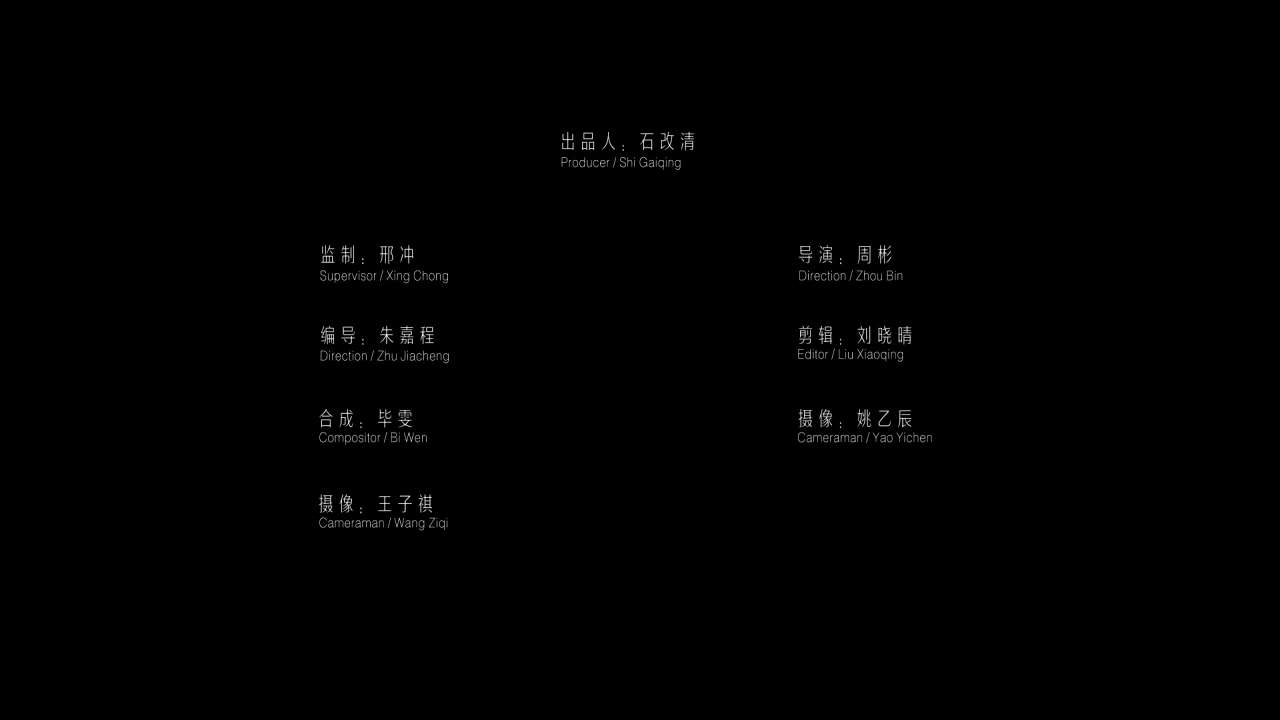 出品人：石改清
Producer / Shi Gaiqing
监制：邢冲
Supervisor / Xing Chong
导演：周彬
Direction / Zhou Bin
编导：朱嘉程
Direction / Zhu Jiacheng
剪辑：刘晓晴
Editor / Liu Xiaoqing
合成：毕雯
Compositor / Bi Wen
摄像：姚乙辰
Cameraman / Yao Yichen
摄像：王子祺
Cameraman / Wang Ziqi